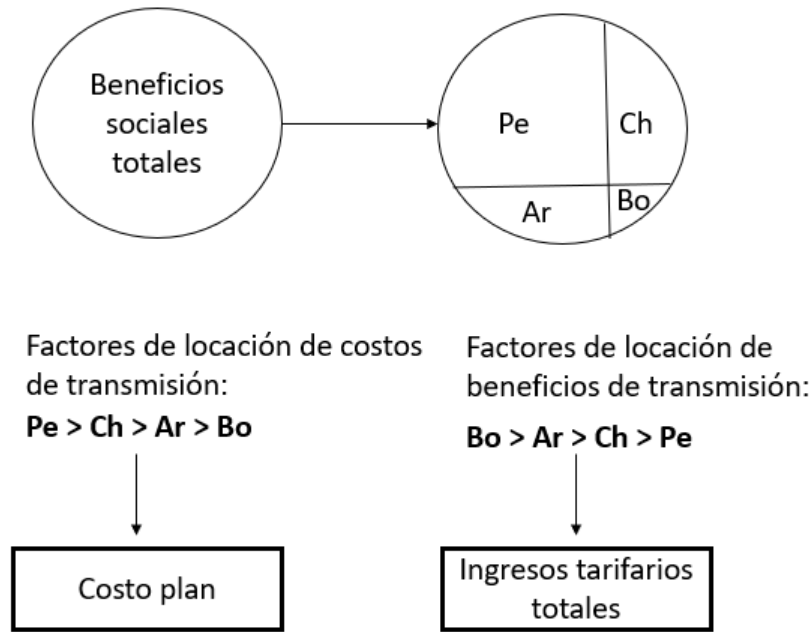 Beneficios
sociales
totales
Pe
Ch
Ar
Bo
Factores de locación de costos
de transmisión:
Pe > Ch > Ar > Bo
Factores de locación de
beneficios de transmisión:
Bo > Ar > Ch > Pe
Costo plan
Ingresos tarifarios
totales